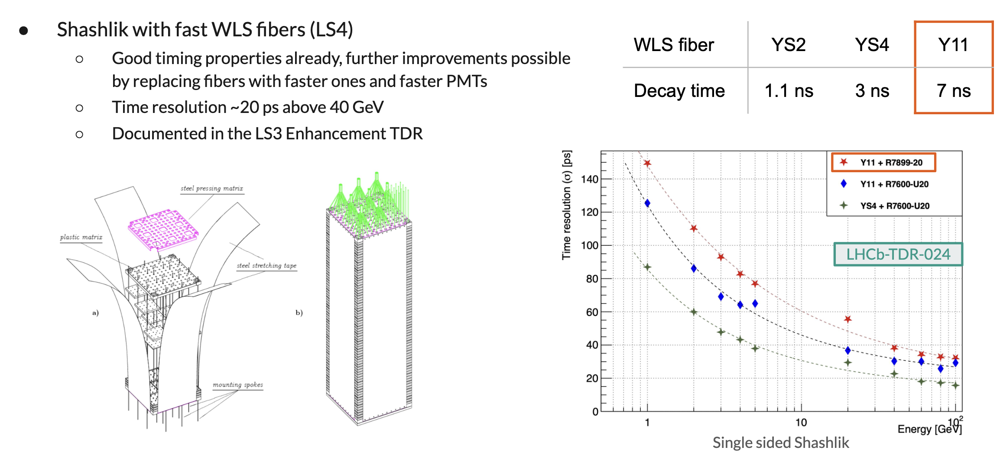 ● Shashlik with fast WLS fibers (LS4)
○ Good timing properties already, further improvements possible
by replacing fibers with faster ones and faster PMTs
○ Time resolution ~20 ps above 40 GeV
○ Documented in the LS3 Enhancement TDR
WLS fiber YS2 YS4 Y11
Decay time 1.1 ns 3 ns 7 ns
steel pressing matrix
plastic matrix
steel stretching tape
a)
mounting spokes
b)
Time resolution (σ) [ps]
140
120
100
80
60
40
20
0
Y11 + R7899-20
Y11 + R7600-U20
YS4 + R7600-U20
LHCb-TDR-024
1 10 10²
Energy [GeV]
Single sided Shashlik